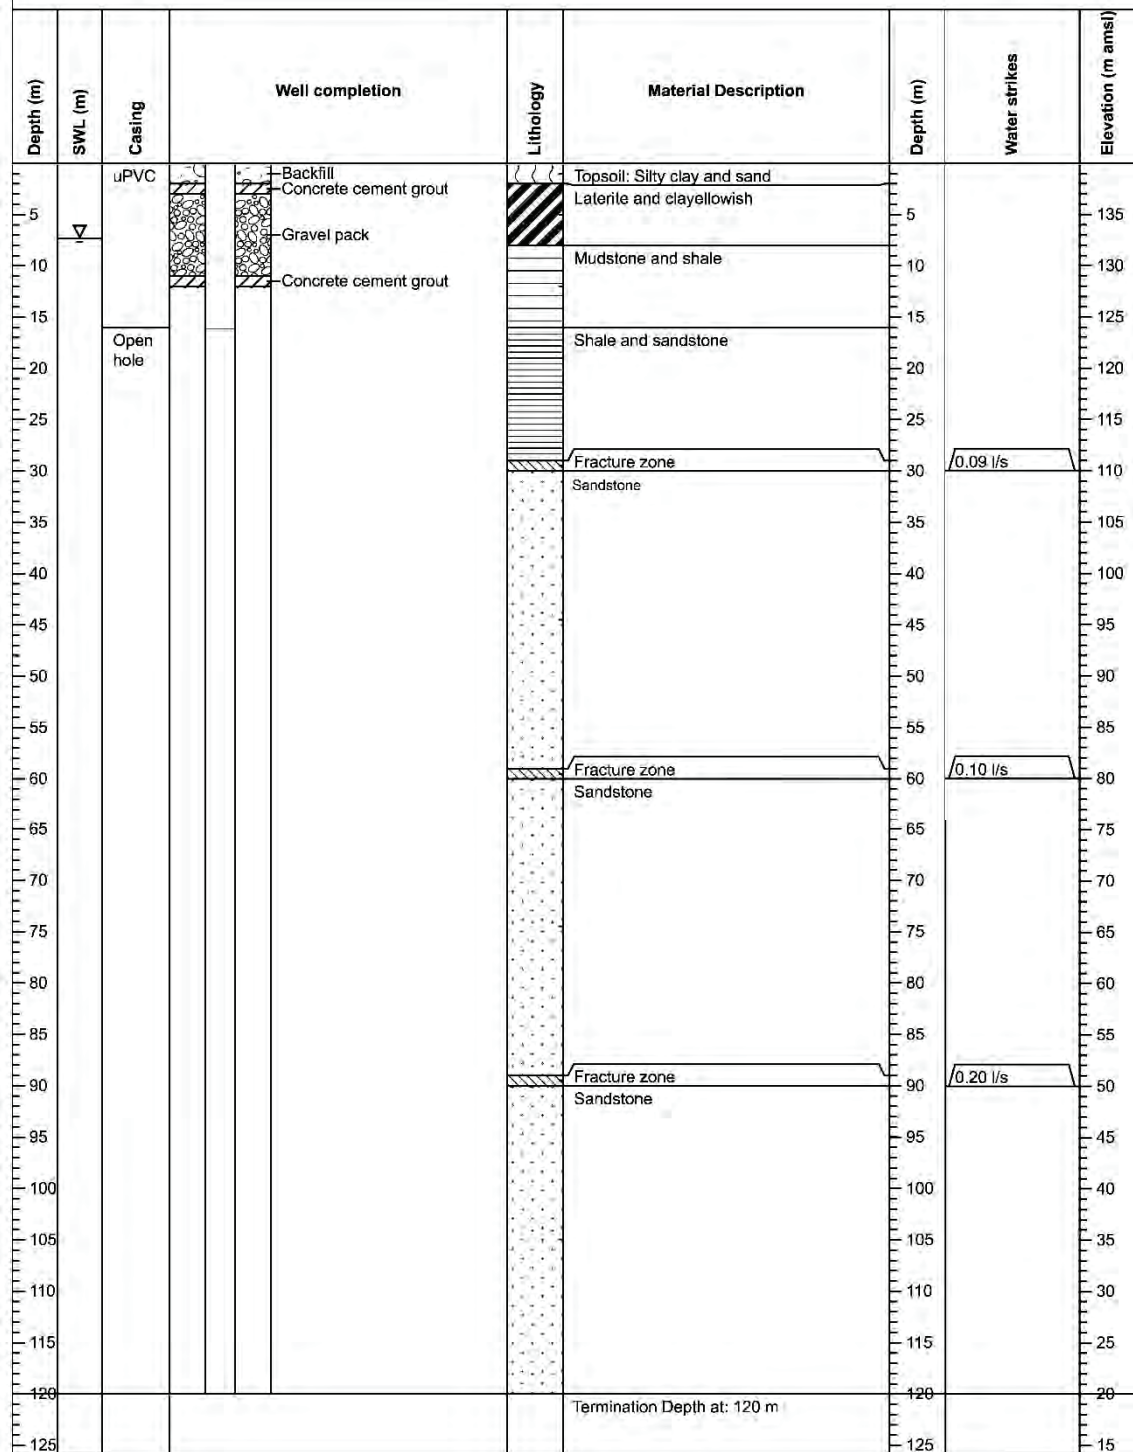 Depth (m)
SWL (m)
Casing
Well completion
Lithology
Material Description
Depth (m)
Water strikes
Elevation (m amsl)
uPVC
Backfill
Topsoil: Silty clay and sand
Concrete cement grout
Laterite and clayellowish
5
5
135
Gravel pack
Mudstone and shale
10
10
130
Concrete cement grout
15
15
125
Open
hole
Shale and sandstone
20
20
120
25
25
115
Fracture zone
0.09 l/s
30
30
110
Sandstone
35
35
105
40
40
100
45
45
95
50
50
90
55
55
85
Fracture zone
0.10 l/s
60
60
80
Sandstone
65
65
75
70
70
70
75
75
65
80
80
60
85
85
55
Fracture zone
0.20 l/s
90
90
50
Sandstone
95
95
45
100
100
40
105
105
35
110
110
30
115
115
25
120
120
20
Termination Depth at: 120 m
125
125
15